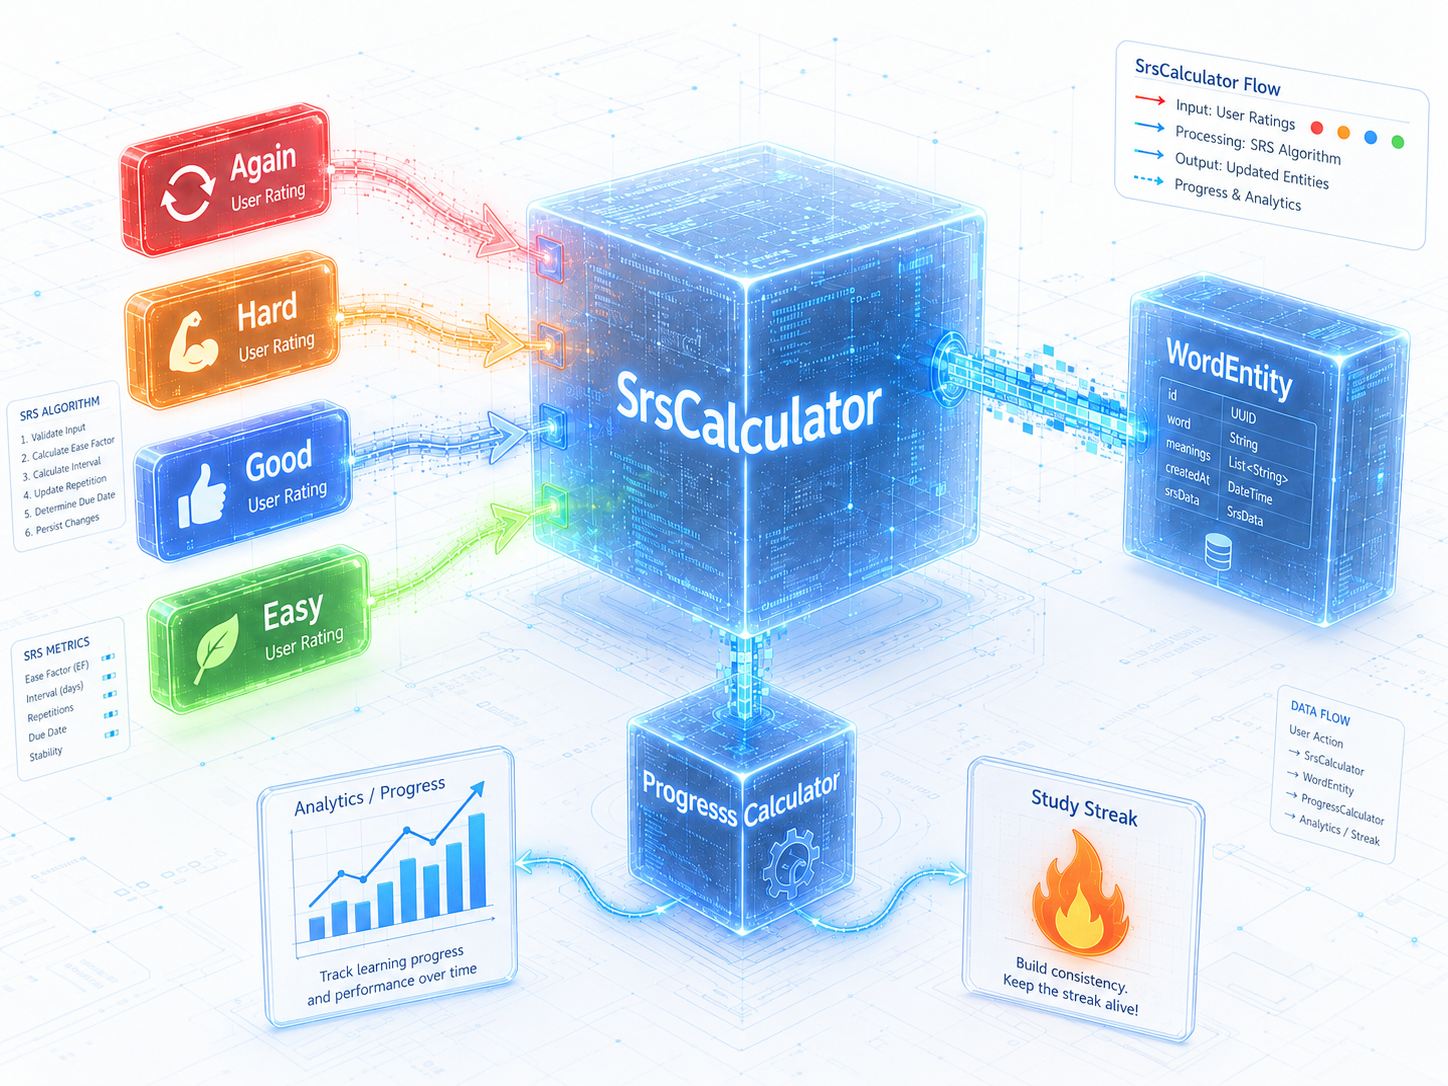 SrsCalculator Flow
Input: User Ratings
Processing: SRS Algorithm
Output: Updated Entities
Progress & Analytics
Again
User Rating
Hard
User Rating
Good
User Rating
Easy
User Rating
SRS ALGORITHM
1. Validate Input
2. Calculate Ease Factor
3. Calculate Interval
4. Update Repetition
5. Determine Due Date
6. Persist Changes
SRS METRICS
Ease Factor (EF)
Interval (days)
Repetitions
Due Date
Stability
SrsCalculator
WordEntity
id UUID
word String
meanings List<String>
createdAt DateTime
srsData SrsData
Progresss Calculator
DATA FLOW
User Action
→ SrsCalculator
→ WordEntity
→ ProgressCalculator
→ Analytics / Streak
Analytics / Progress
Track learning progress
and performance over time
Study Streak
Build consistency.
Keep the streak alive!